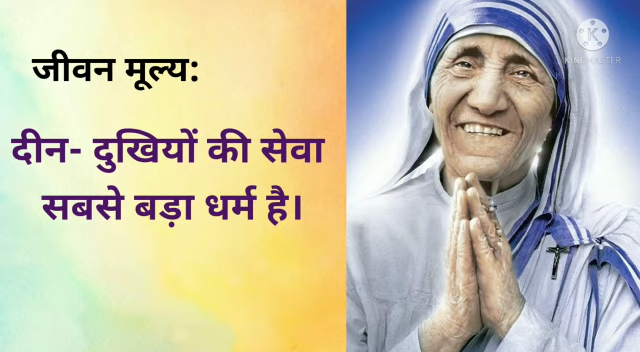 जीवन मूल्य:
दीन- दुखियों की सेवा
सबसे बड़ा धर्म है।
K
KINEMASTER